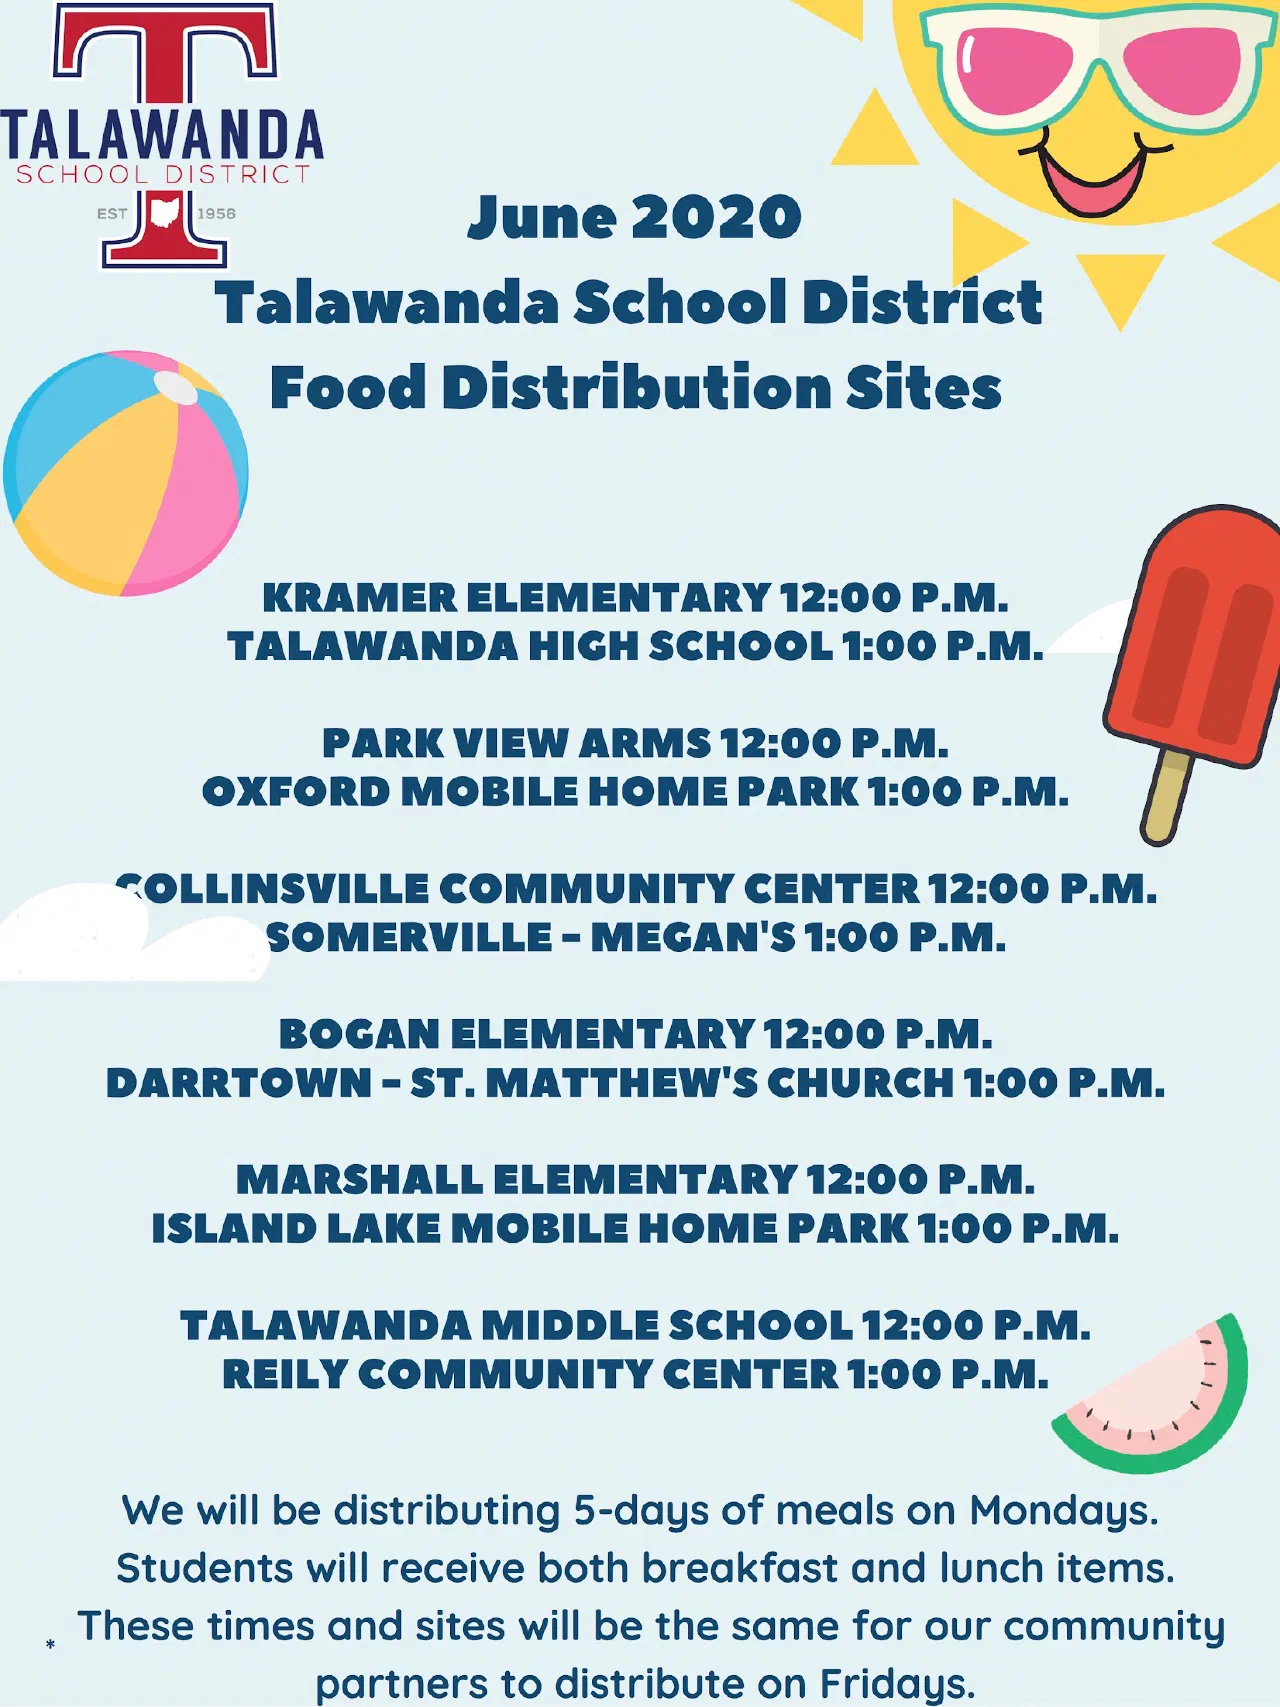 TALAWANDA
SCHOOL DISTRICT
EST 1956
June 2020
Talawanda School District
Food Distribution Sites
KRAMER ELEMENTARY 12:00 P.M.
TALAWANDA HIGH SCHOOL 1:00 P.M.
PARK VIEW ARMS 12:00 P.M.
OXFORD MOBILE HOME PARK 1:00 P.M.
COLLINSVILLE COMMUNITY CENTER 12:00 P.M.
SOMERVILLE - MEGAN'S 1:00 P.M.
BOGAN ELEMENTARY 12:00 P.M.
DARRTOWN - ST. MATTHEW'S CHURCH 1:00 P.M.
MARSHALL ELEMENTARY 12:00 P.M.
ISLAND LAKE MOBILE HOME PARK 1:00 P.M.
TALAWANDA MIDDLE SCHOOL 12:00 P.M.
REILY COMMUNITY CENTER 1:00 P.M.
We will be distributing 5-days of meals on Mondays.
Students will receive both breakfast and lunch items.
* These times and sites will be the same for our community
partners to distribute on Fridays.